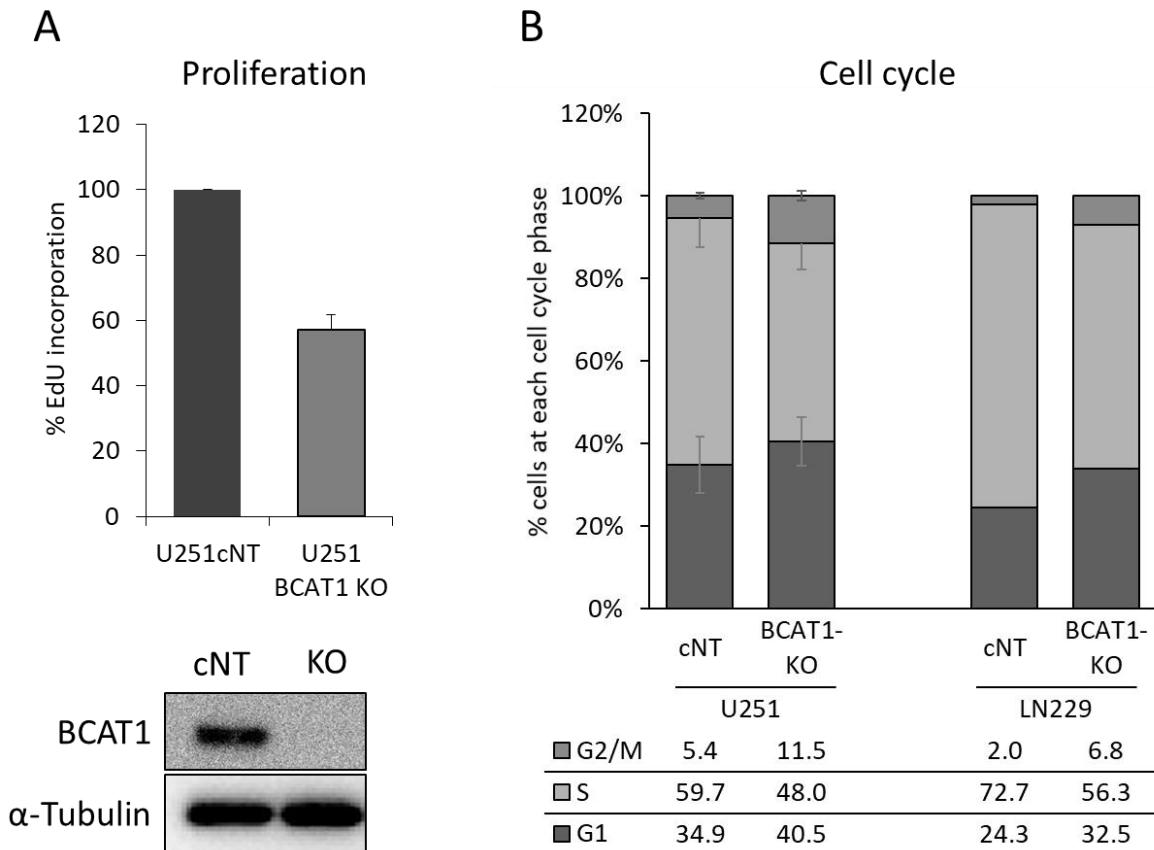 A
Proliferation
120
100
80
60
40
20
0
% EdU incorporation
U251cNT
U251
BCAT1 KO
cNT KO
BCAT1
α-Tubulin
B
Cell cycle
120%
100%
80%
60%
40%
20%
0%
% cells at each cell cycle phase
cNT BCAT1-KO cNT BCAT1-KO
U251 LN229
G2/M 5.4 11.5 2.0 6.8
S 59.7 48.0 72.7 56.3
G1 34.9 40.5 24.3 32.5